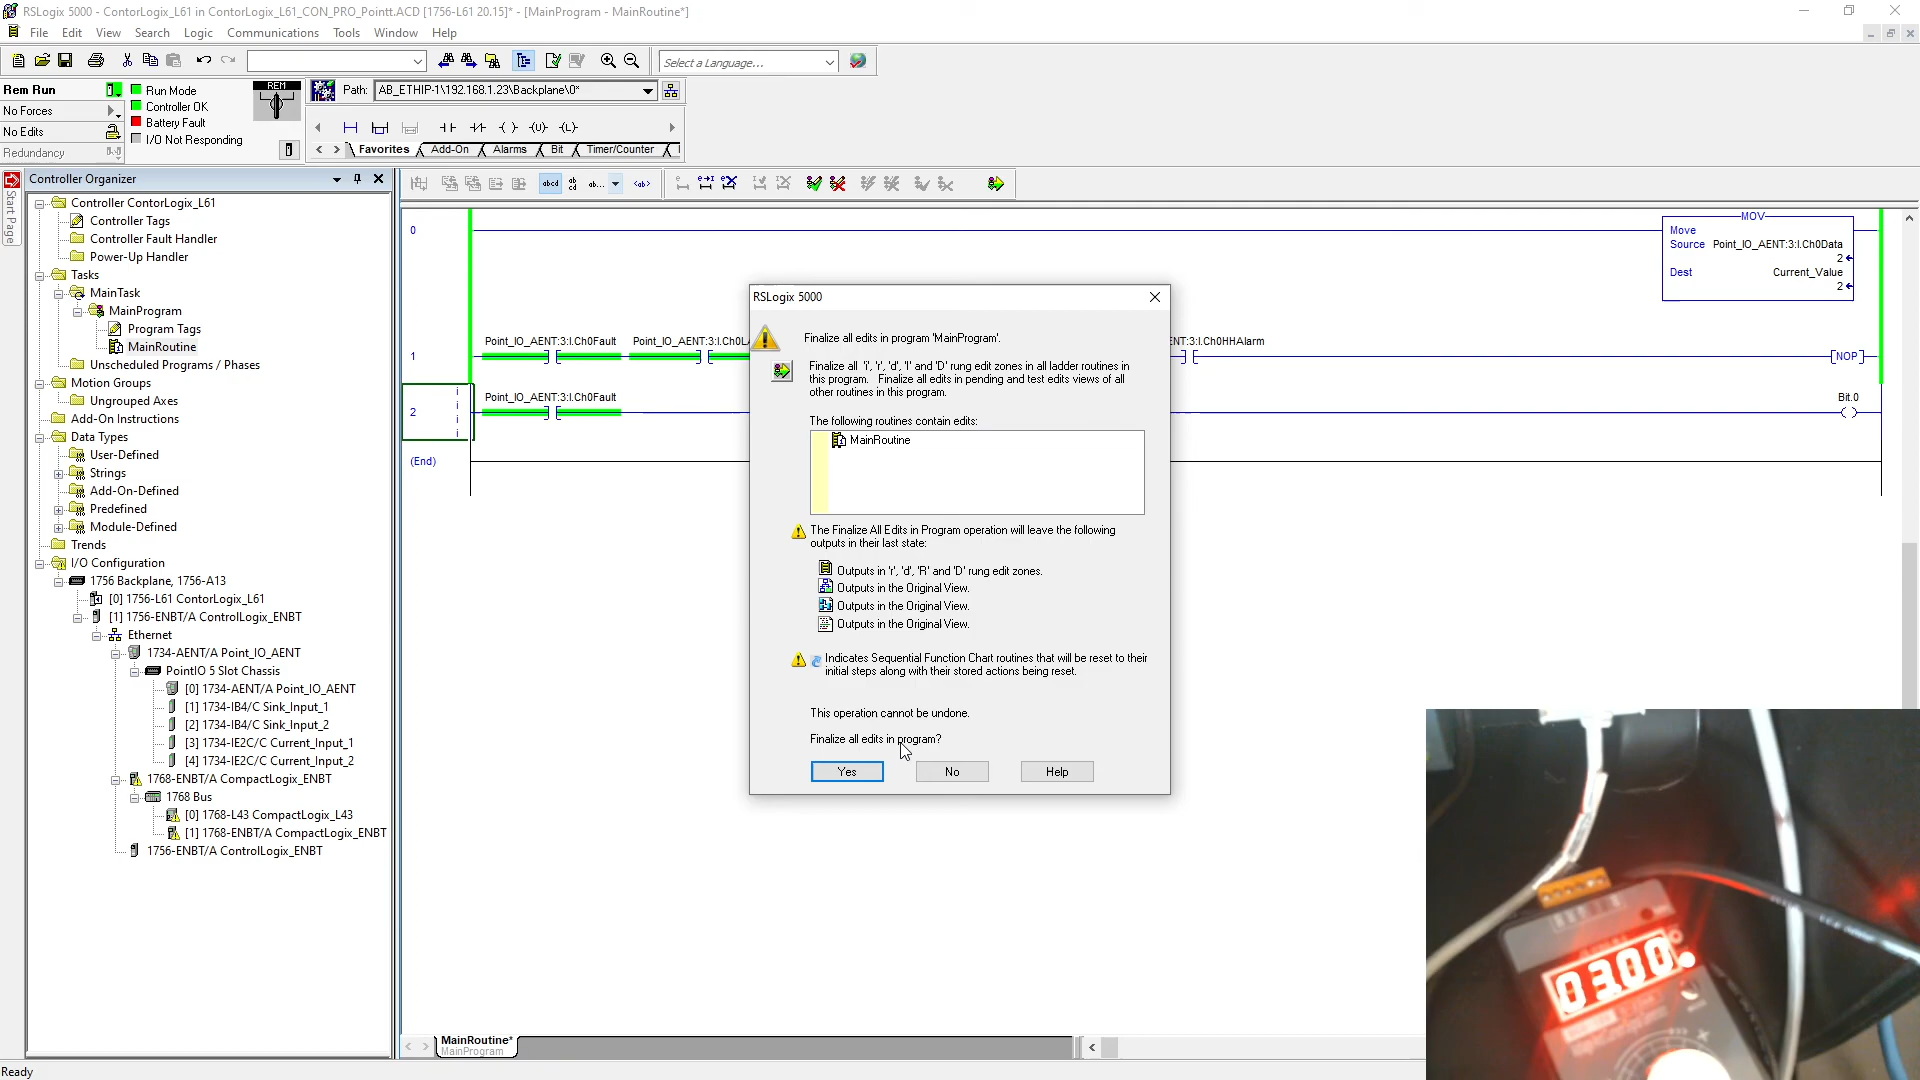 RSLogix 5000 - ContorLogix_L61 in ContorLogix_L61_CON_PRO_Pointt.ACD [1756-L61 20.15]* - [MainProgram - MainRoutine*]
File Edit View Search Logic Communications Tools Window Help
Select a Language...
Rem Run
No Forces
No Edits
Redundancy
Run Mode
Controller OK
Battery Fault
I/O Not Responding
REM
Path: AB_ETHIP-1\192.168.1.23\Backplane\0*
Favorites Add-On Alarms Bit Timer/Counter
Start Page
Controller Organizer
Controller ContorLogix_L61
Controller Tags
Controller Fault Handler
Power-Up Handler
Tasks
MainTask
MainProgram
Program Tags
MainRoutine
Unscheduled Programs / Phases
Motion Groups
Ungrouped Axes
Add-On Instructions
Data Types
User-Defined
Strings
Add-On-Defined
Predefined
Module-Defined
Trends
I/O Configuration
1756 Backplane, 1756-A13
[0] 1756-L61 ContorLogix_L61
[1] 1756-ENBT/A ControlLogix_ENBT
Ethernet
1734-AENT/A Point_IO_AENT
PointIO 5 Slot Chassis
[0] 1734-AENT/A Point_IO_AENT
[1] 1734-IB4/C Sink_Input_1
[2] 1734-IB4/C Sink_Input_2
[3] 1734-IE2C/C Current_Input_1
[4] 1734-IE2C/C Current_Input_2
1768-ENBT/A CompactLogix_ENBT
1768 Bus
[0] 1768-L43 CompactLogix_L43
[1] 1768-ENBT/A CompactLogix_ENBT
1756-ENBT/A ControlLogix_ENBT
0
MOV
Move
Source Point_IO_AENT:3:I.Ch0Data
2
Dest Current_Value
2
Point_IO_AENT:3:I.Ch0Fault Point_IO_AENT:3:I.Ch0L ENT:3:I.Ch0HHAlarm
1
NOP
Point_IO_AENT:3:I.Ch0Fault Bit.0
2
i
i
i
i
(End)
RSLogix 5000
Finalize all edits in program 'MainProgram'.
Finalize all 'i', 'r', 'd', 'I' and 'D' rung edit zones in all ladder routines in
this program. Finalize all edits in pending and test edits views of all
other routines in this program.
The following routines contain edits:
MainRoutine
The Finalize All Edits in Program operation will leave the following
outputs in their last state:
Outputs in 'r', 'd', 'R' and 'D' rung edit zones.
Outputs in the Original View.
Outputs in the Original View.
Outputs in the Original View.
Indicates Sequential Function Chart routines that will be reset to their
initial steps along with their stored actions being reset.
This operation cannot be undone.
Finalize all edits in program?
Yes No Help
MainRoutine*
MainProgram
Ready
03.00